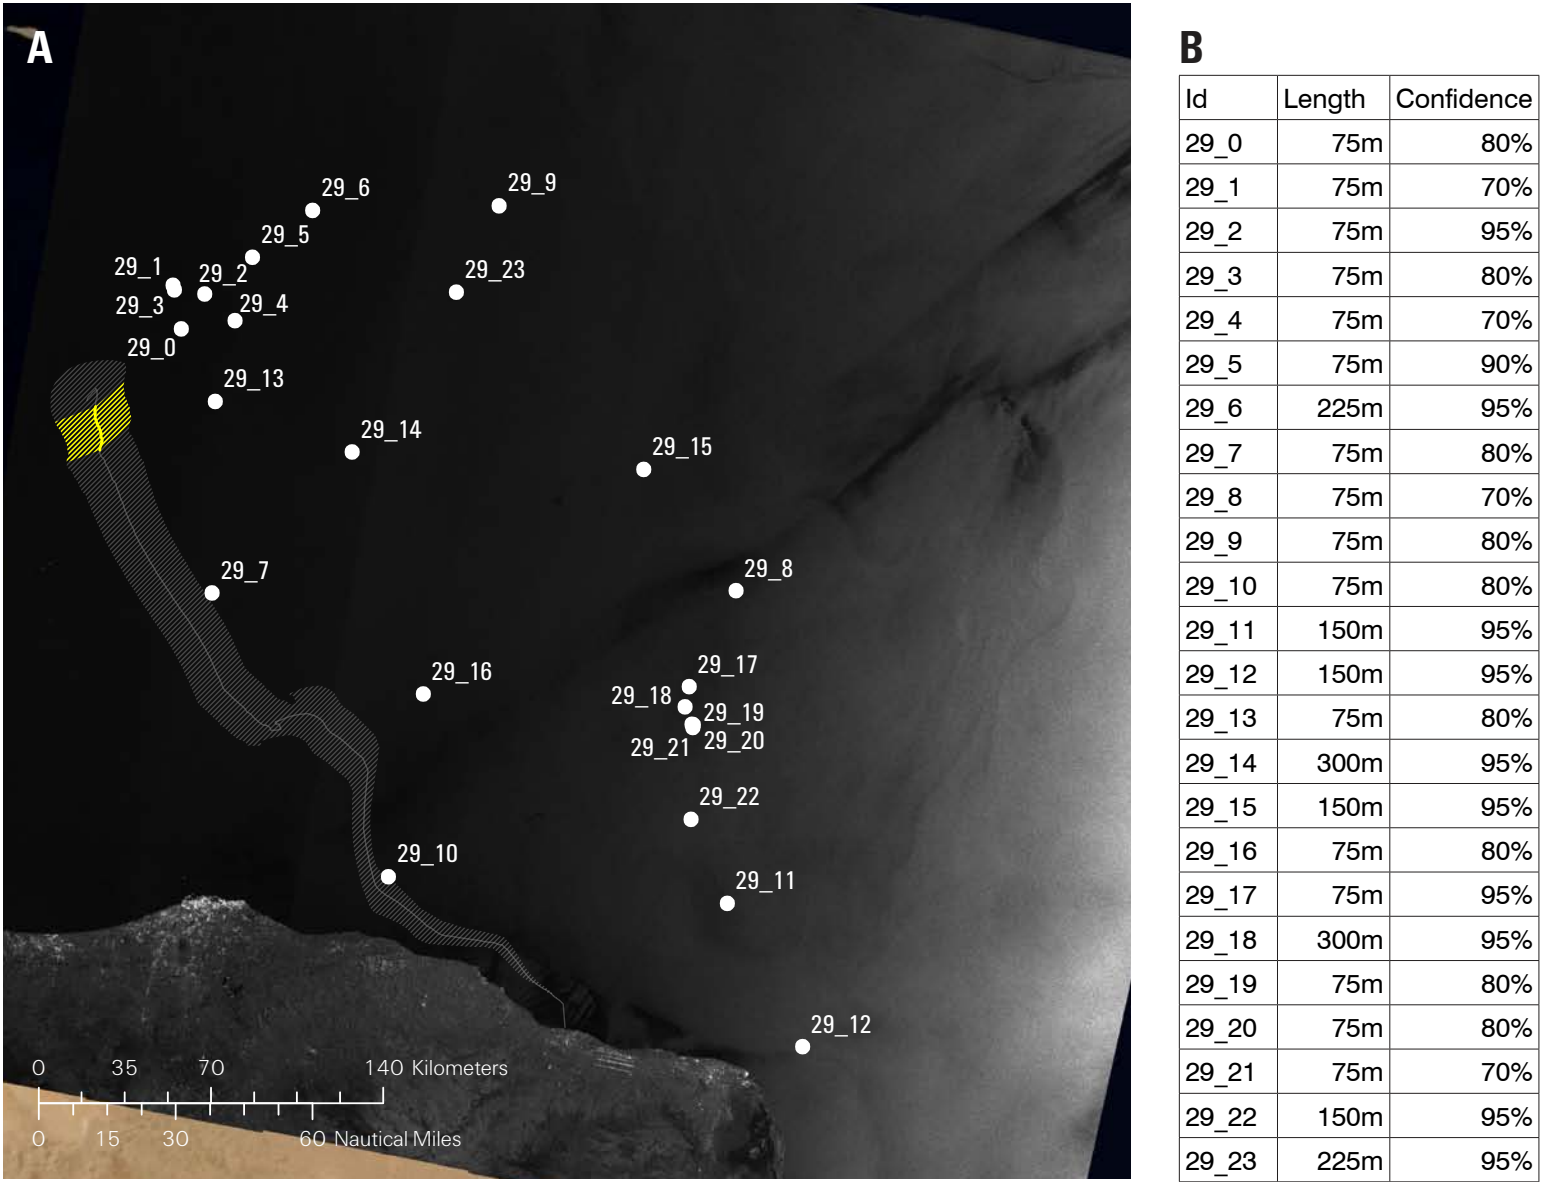 A
29_6
29_9
29_5
29_1
29_2
29_23
29_3
29_4
29_0
29_13
29_14
29_15
29_7
29_8
29_17
29_16
29_18
29_19
29_21
29_20
29_22
29_10
29_11
29_12
0 35 70 140 Kilometers
0 15 30 60 Nautical Miles
B
Id Length Confidence
29_0 75m 80%
29_1 75m 70%
29_2 75m 95%
29_3 75m 80%
29_4 75m 70%
29_5 75m 90%
29_6 225m 95%
29_7 75m 80%
29_8 75m 70%
29_9 75m 80%
29_10 75m 80%
29_11 150m 95%
29_12 150m 95%
29_13 75m 80%
29_14 300m 95%
29_15 150m 95%
29_16 75m 80%
29_17 75m 95%
29_18 300m 95%
29_19 75m 80%
29_20 75m 80%
29_21 75m 70%
29_22 150m 95%
29_23 225m 95%